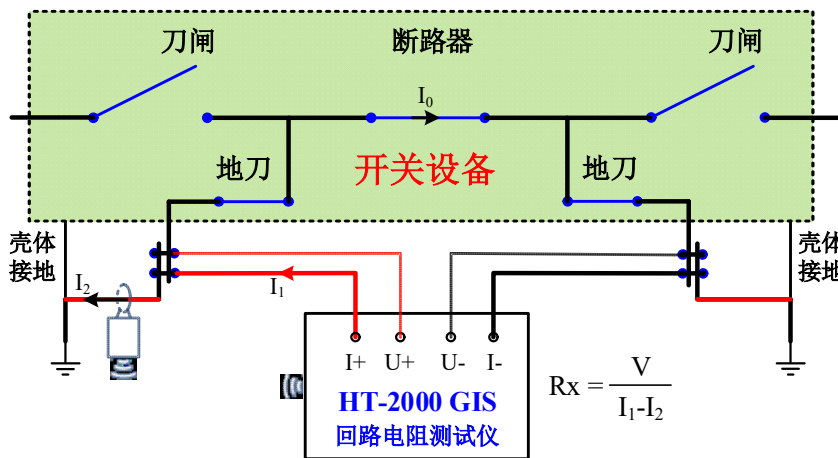 刀闸
断路器
刀闸
I0
地刀
开关设备
地刀
壳体
接地
壳体
接地
I2
I1
I+
U+
U-
I-
HT-2000 GIS
回路电阻测试仪
Rx = V
I1-I2